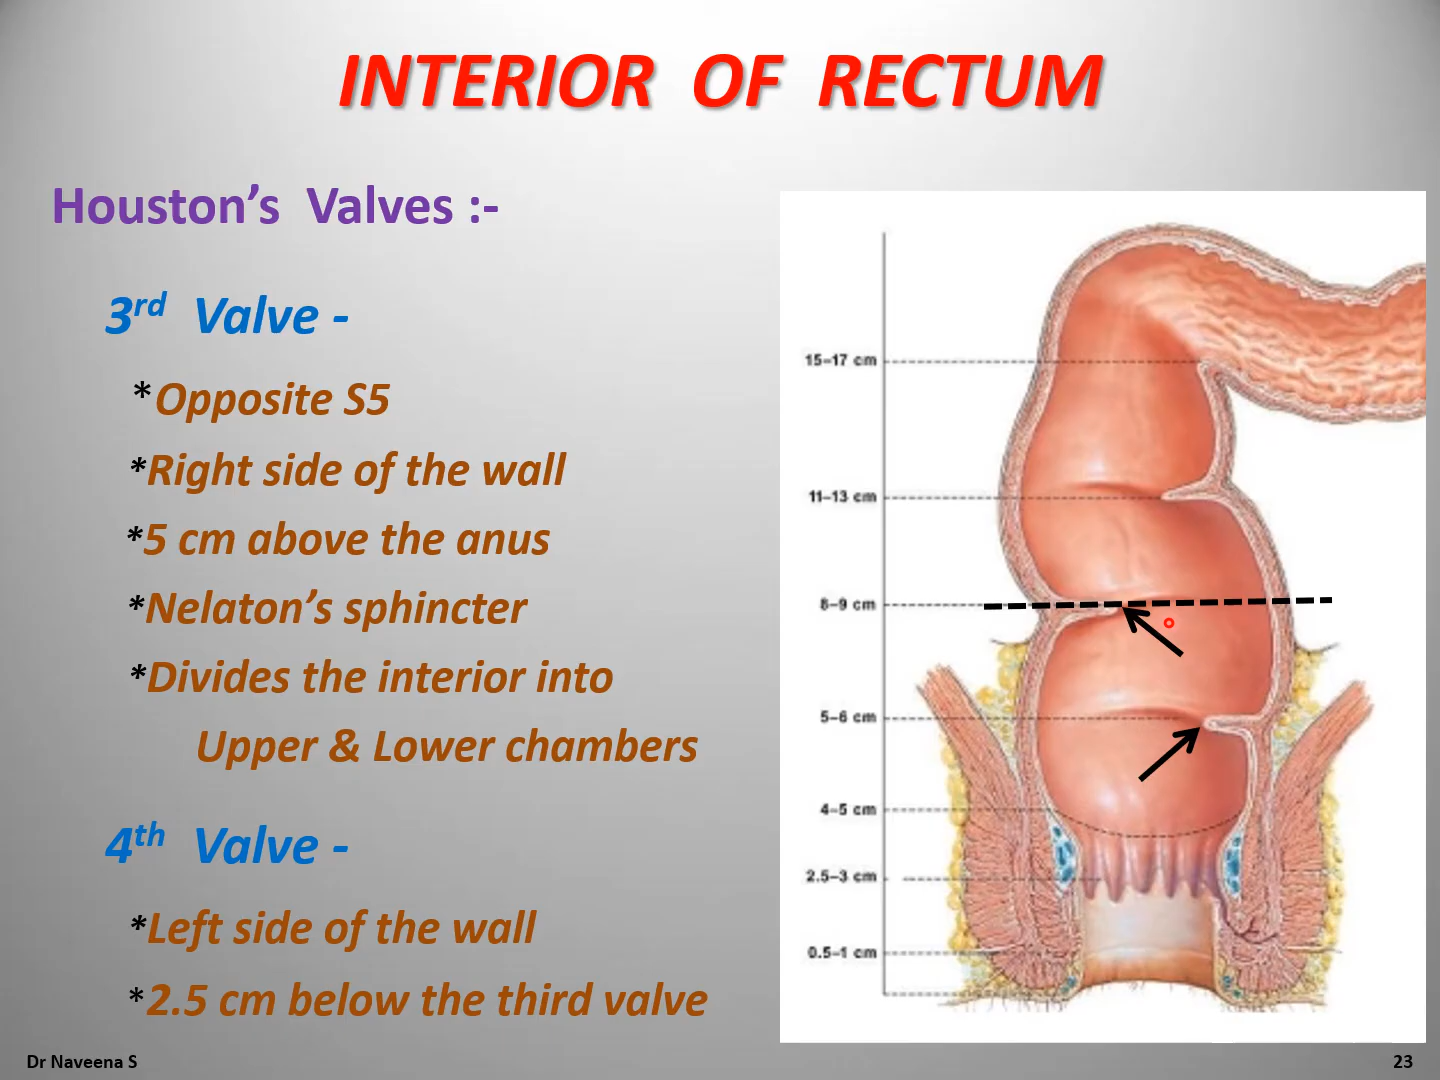 INTERIOR OF RECTUM
Houston’s Valves :-
3rd Valve -
*Opposite S5
*Right side of the wall
*5 cm above the anus
*Nelaton’s sphincter
*Divides the interior into
Upper & Lower chambers
4th Valve -
*Left side of the wall
*2.5 cm below the third valve
15–17 cm
11–13 cm
8–9 cm
5–6 cm
4–5 cm
2.5–3 cm
0.5–1 cm
Dr Naveena S
23